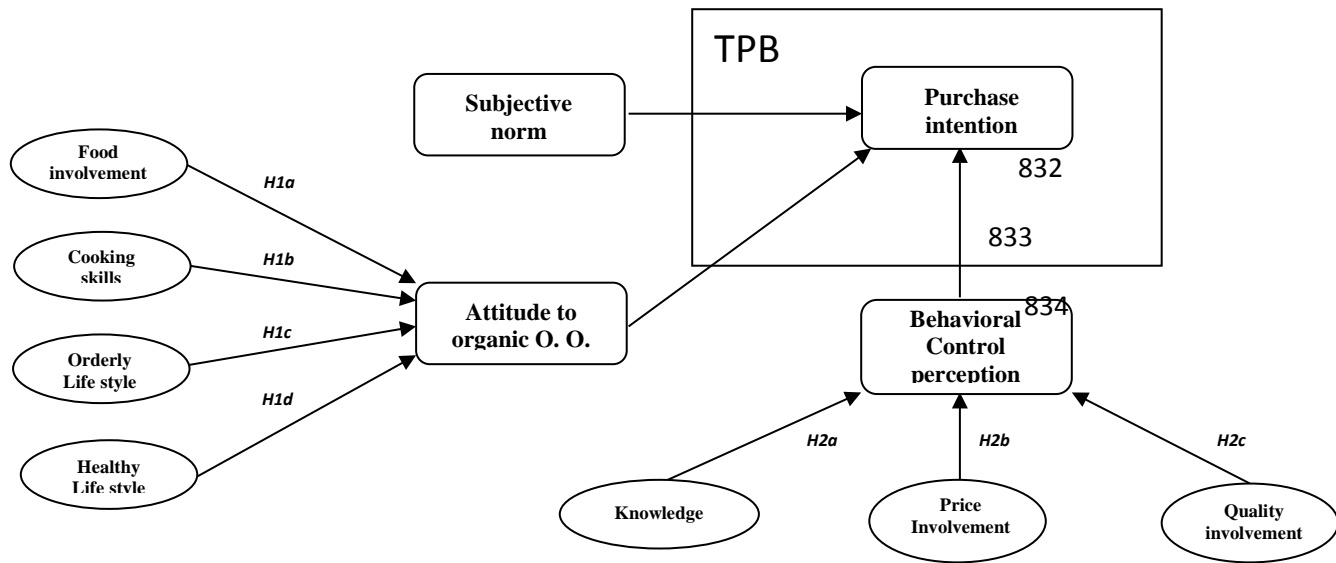 TPB
Subjective
norm
Purchase
intention
832
833
834
Food
involvement
H1a
Cooking
skills
H1b
Orderly
Life style
H1c
Healthy
Life style
H1d
Attitude to
organic O. O.
Behavioral
Control
perception
H2a
H2b
H2c
Knowledge
Price
Involvement
Quality
involvement